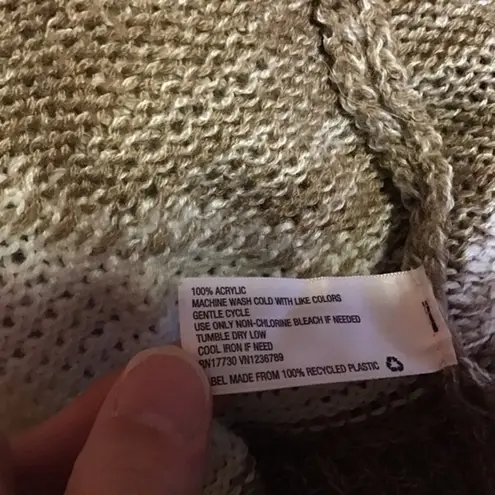 100% ACRYLIC
MACHINE WASH COLD WITH LIKE COLORS
GENTLE CYCLE
USE ONLY NON-CHLORINE BLEACH IF NEEDED
TUMBLE DRY LOW
COOL IRON IF NEED
RN17730 VN1236789
BEL MADE FROM 100% RECYCLED PLASTIC